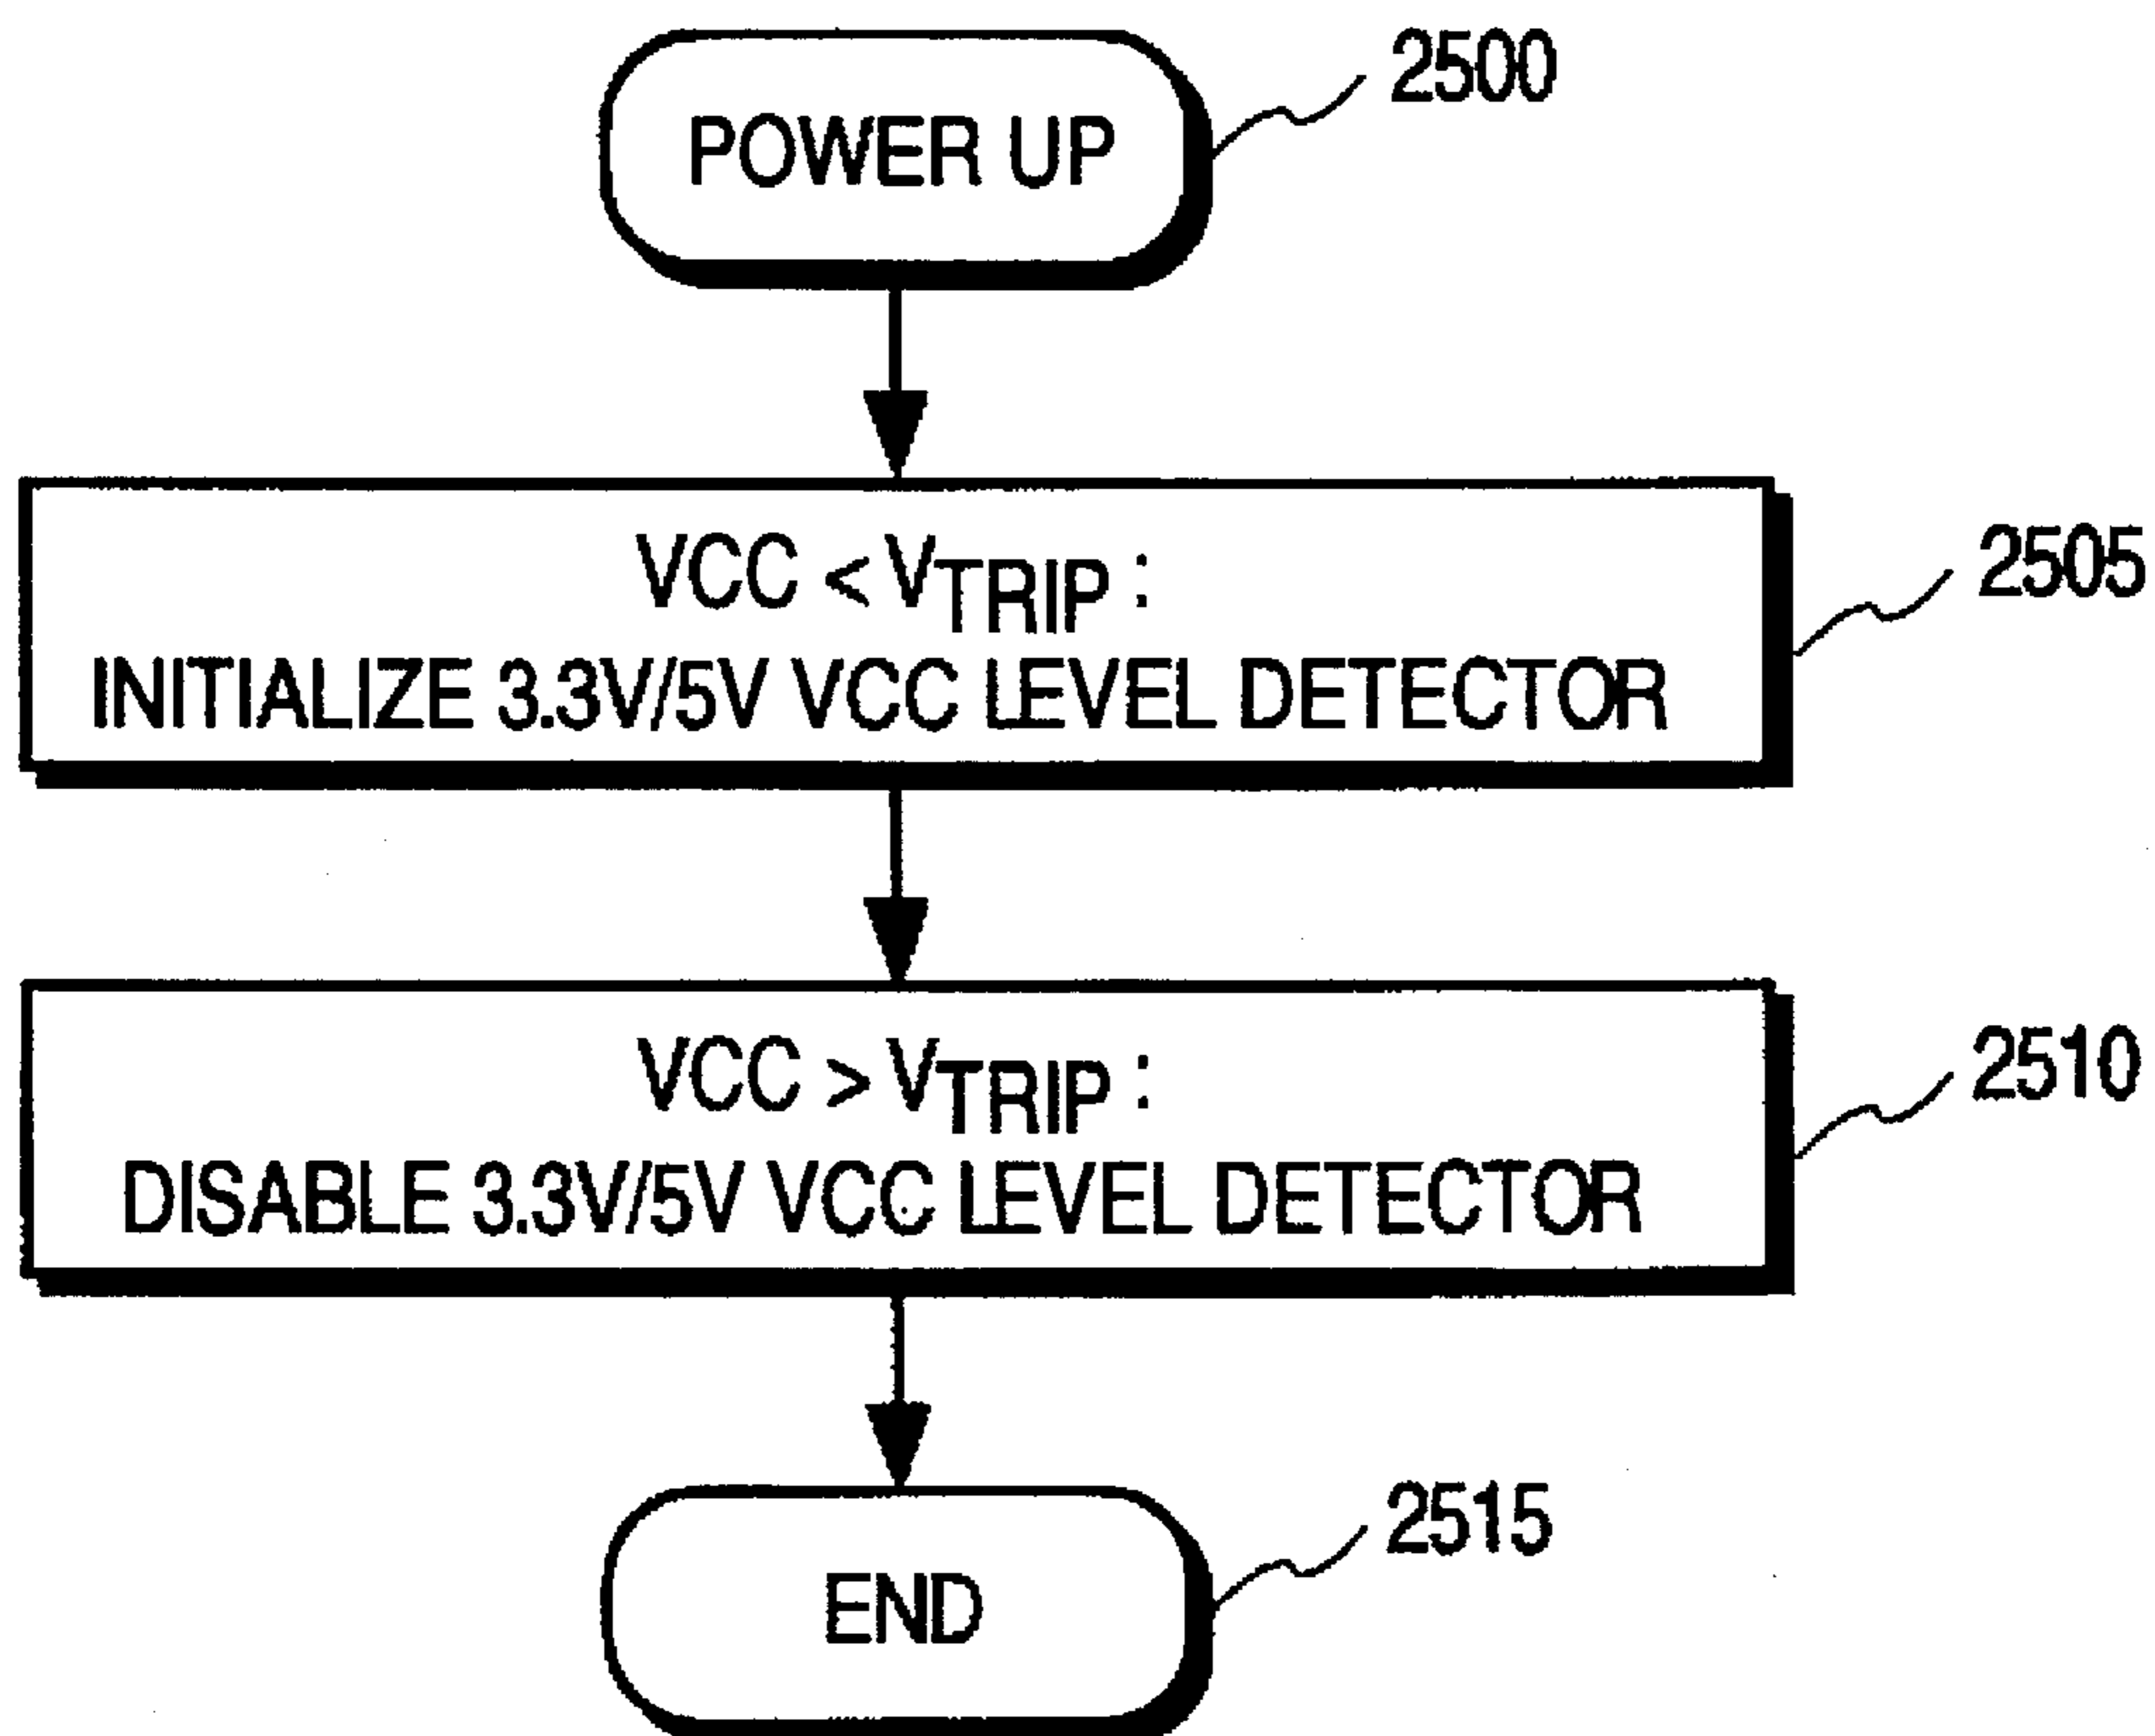 POWER UP
2500
VCC < VTRIP :
INITIALIZE 3.3V/5V VCC LEVEL DETECTOR
2505
VCC > VTRIP :
DISABLE 3.3V/5V VCC LEVEL DETECTOR
2510
END
2515